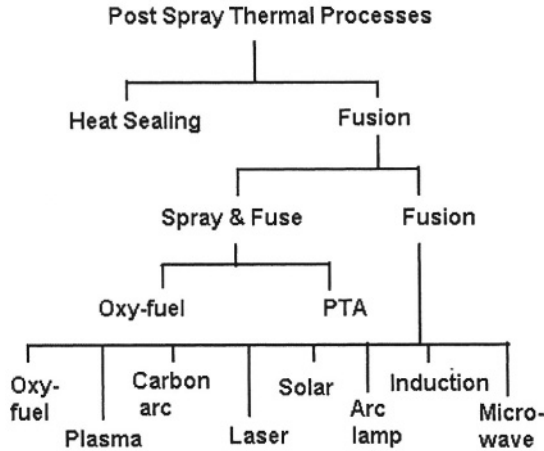 Post Spray Thermal Processes
Heat Sealing
Fusion
Spray & Fuse
Fusion
Oxy-fuel
PTA
Oxy-
fuel
Plasma
Carbon
arc
Laser
Solar
Arc
lamp
Induction
Micro-
wave